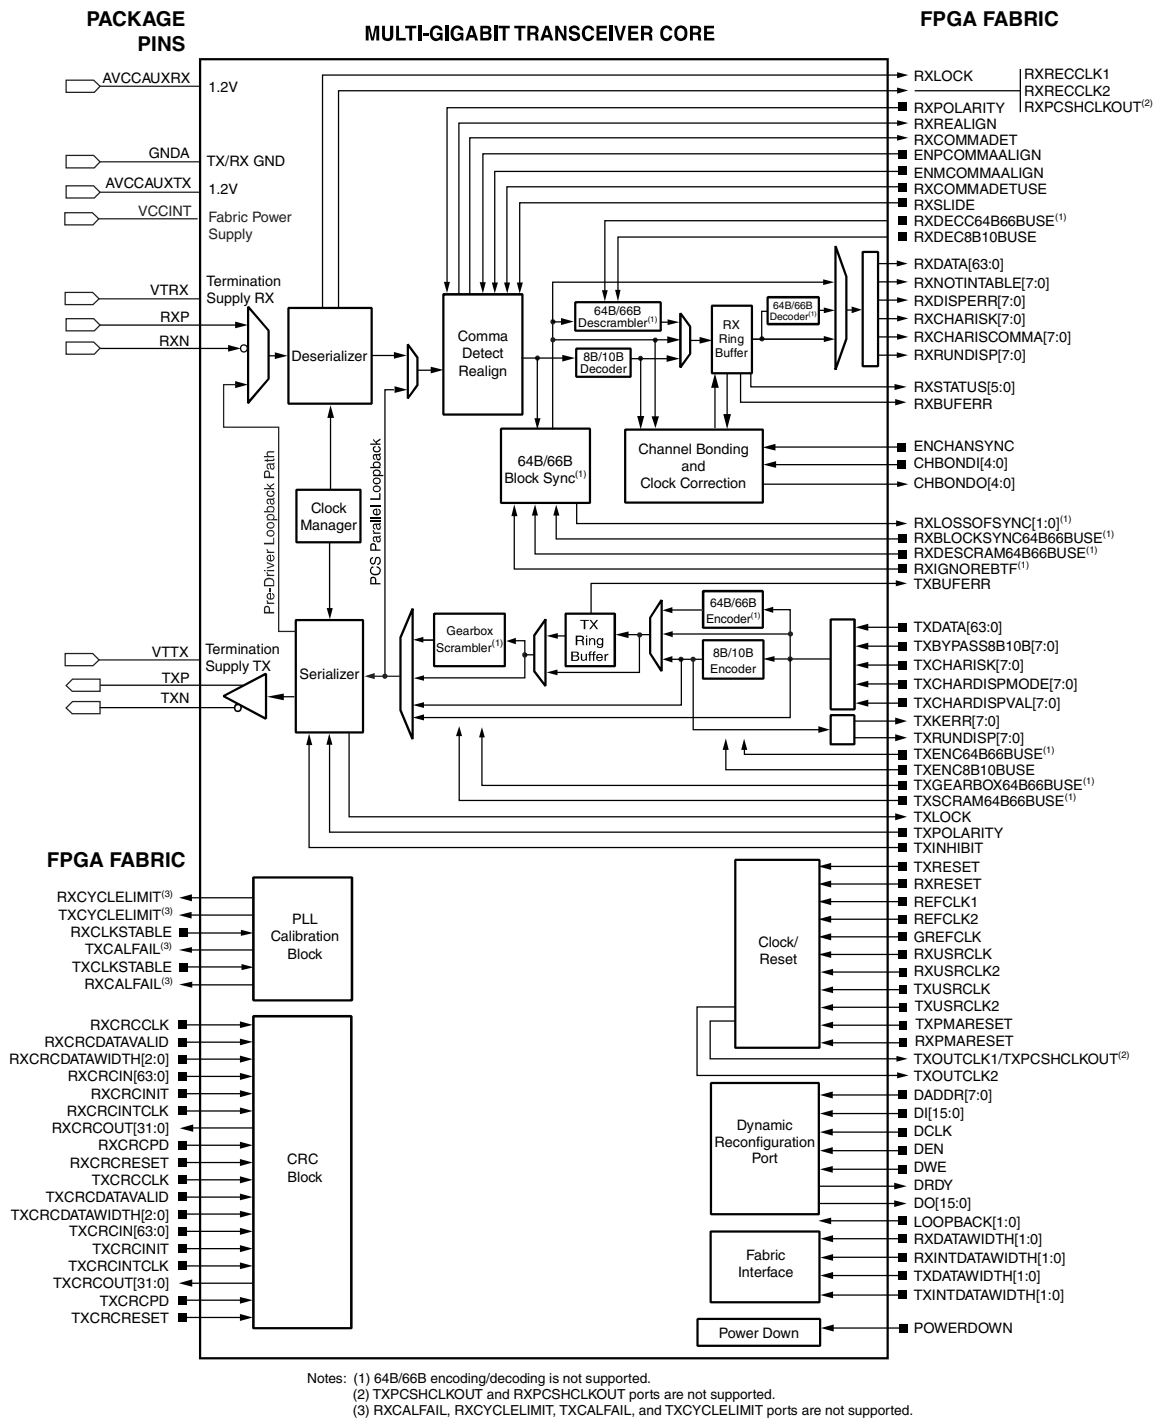 PACKAGE
PINS
MULTI-GIGABIT TRANSCEIVER CORE
FPGA FABRIC
AVCCAUXRX
1.2V
GNDA
TX/RX GND
AVCCAUXTX
1.2V
VCCINT
Fabric Power
Supply
VTRX
Termination
Supply RX
RXP
RXN
VTTX
Termination
Supply TX
TXP
TXN
Deserializer
Clock
Manager
Serializer
Pre-Driver Loopback Path
PCS Parallel Loopback
Comma
Detect
Realign
64B/66B
Descrambler(1)
8B/10B
Decoder
64B/66B
Block Sync(1)
RX
Ring
Buffer
64B/66B
Decoder(1)
Channel Bonding
and
Clock Correction
Gearbox
Scrambler(1)
TX
Ring
Buffer
64B/66B
Encoder(1)
8B/10B
Encoder
RXLOCK
RXRECCLK1
RXRECCLK2
RXPCSHCLKOUT(2)
RXPOLARITY
RXREALIGN
RXCOMMADET
ENPCOMMAALIGN
ENMCOMMAALIGN
RXCOMMADETUSE
RXSLIDE
RXDECC64B66BUSE(1)
RXDEC8B10BUSE
RXDATA[63:0]
RXNOTINTABLE[7:0]
RXDISPERR[7:0]
RXCHARISK[7:0]
RXCHARISCOMMA[7:0]
RXRUNDISP[7:0]
RXSTATUS[5:0]
RXBUFERR
ENCHANSYNC
CHBONDI[4:0]
CHBONDO[4:0]
RXLOSSOFSYNC[1:0](1)
RXBLOCKSYNC64B66BUSE(1)
RXDESCRAM64B66BUSE(1)
RXIGNOREBTF(1)
TXBUFERR
TXDATA[63:0]
TXBYPASS8B10B[7:0]
TXCHARISK[7:0]
TXCHARDISPMODE[7:0]
TXCHARDISPVAL[7:0]
TXKERR[7:0]
TXRUNDISP[7:0]
TXENC64B66BUSE(1)
TXENC8B10BUSE
TXGEARBOX64B66BUSE(1)
TXSCRAM64B66BUSE(1)
TXLOCK
TXPOLARITY
TXINHIBIT
FPGA FABRIC
RXCYCLELIMIT(3)
TXCYCLELIMIT(3)
RXCLKSTABLE
TXCALFAIL(3)
TXCLKSTABLE
RXCALFAIL(3)
PLL
Calibration
Block
RXCRCCLK
RXCRCDATAVALID
RXCRCDATAWIDTH[2:0]
RXCRCIN[63:0]
RXCRCINIT
RXCRCINTCLK
RXCRCOUT[31:0]
RXCRCPD
RXCRCRESET
TXCRCCLK
TXCRCDATAVALID
TXCRCDATAWIDTH[2:0]
TXCRCIN[63:0]
TXCRCINIT
TXCRCINTCLK
TXCRCOUT[31:0]
TXCRCPD
TXCRCRESET
CRC
Block
Clock/
Reset
TXRESET
RXRESET
REFCLK1
REFCLK2
GREFCLK
RXUSRCLK
RXUSRCLK2
TXUSRCLK
TXUSRCLK2
TXPMARESET
RXPMARESET
TXOUTCLK1/TXPCSHCLKOUT(2)
TXOUTCLK2
Dynamic
Reconfiguration
Port
DADDR[7:0]
DI[15:0]
DCLK
DEN
DWE
DRDY
DO[15:0]
LOOPBACK[1:0]
Fabric
Interface
RXDATAWIDTH[1:0]
RXINTDATAWIDTH[1:0]
TXDATAWIDTH[1:0]
TXINTDATAWIDTH[1:0]
Power Down
POWERDOWN
Notes: (1) 64B/66B encoding/decoding is not supported.
(2) TXPCSHCLKOUT and RXPCSHCLKOUT ports are not supported.
(3) RXCALFAIL, RXCYCLELIMIT, TXCALFAIL, and TXCYCLELIMIT ports are not supported.